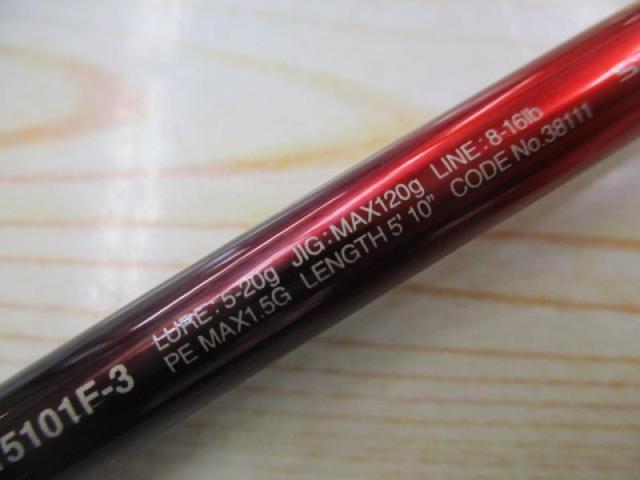 5101F-3
LURE: 5-20g JIG: MAX120g LINE: 8-16lb
PE MAX1.5G LENGTH 5' 10" CODE No.38111